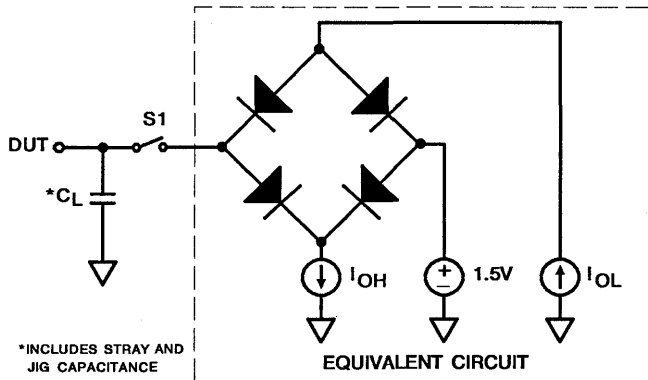 S1
DUT
*CL
+
−
IOH
1.5V
IOL
*INCLUDES STRAY AND
JIG CAPACITANCE
EQUIVALENT CIRCUIT